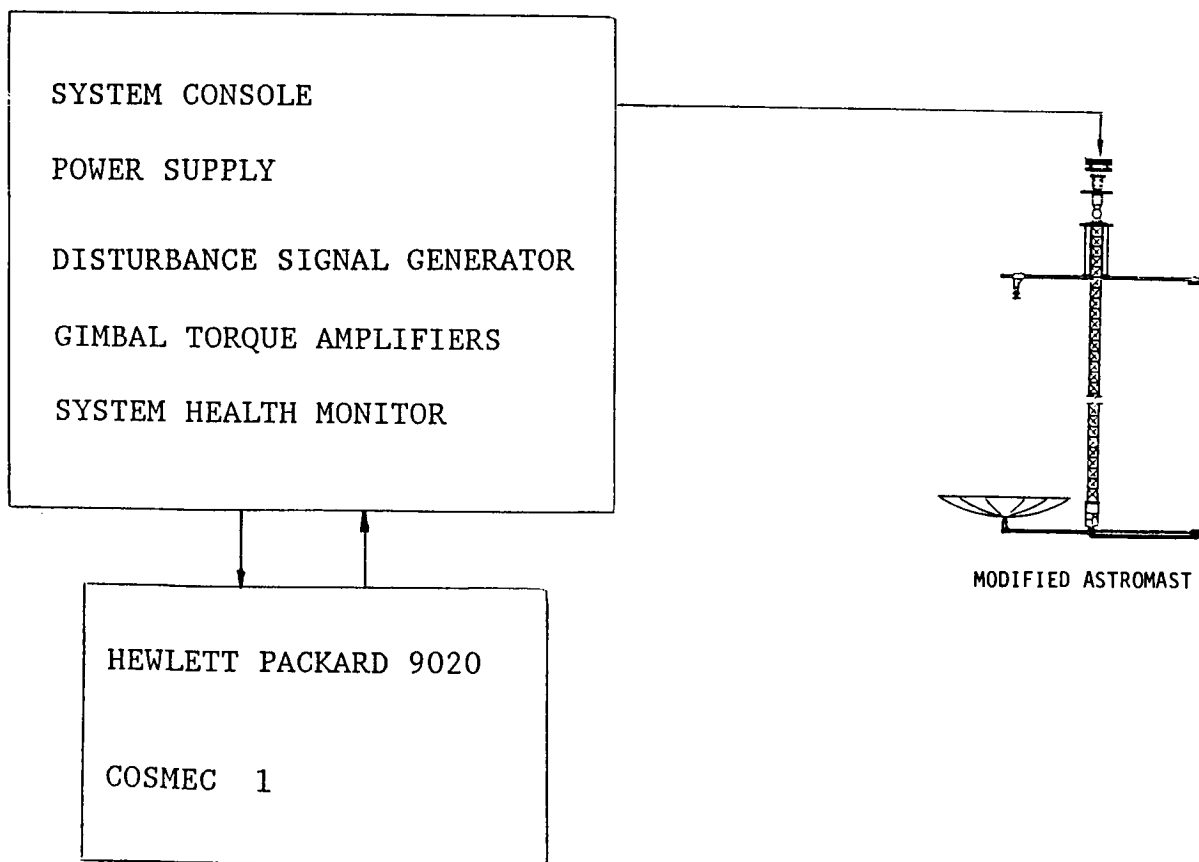 SYSTEM CONSOLE
POWER SUPPLY
DISTURBANCE SIGNAL GENERATOR
GIMBAL TORQUE AMPLIFIERS
SYSTEM HEALTH MONITOR
MODIFIED ASTROMAST
HEWLETT PACKARD 9020
COSMEC 1